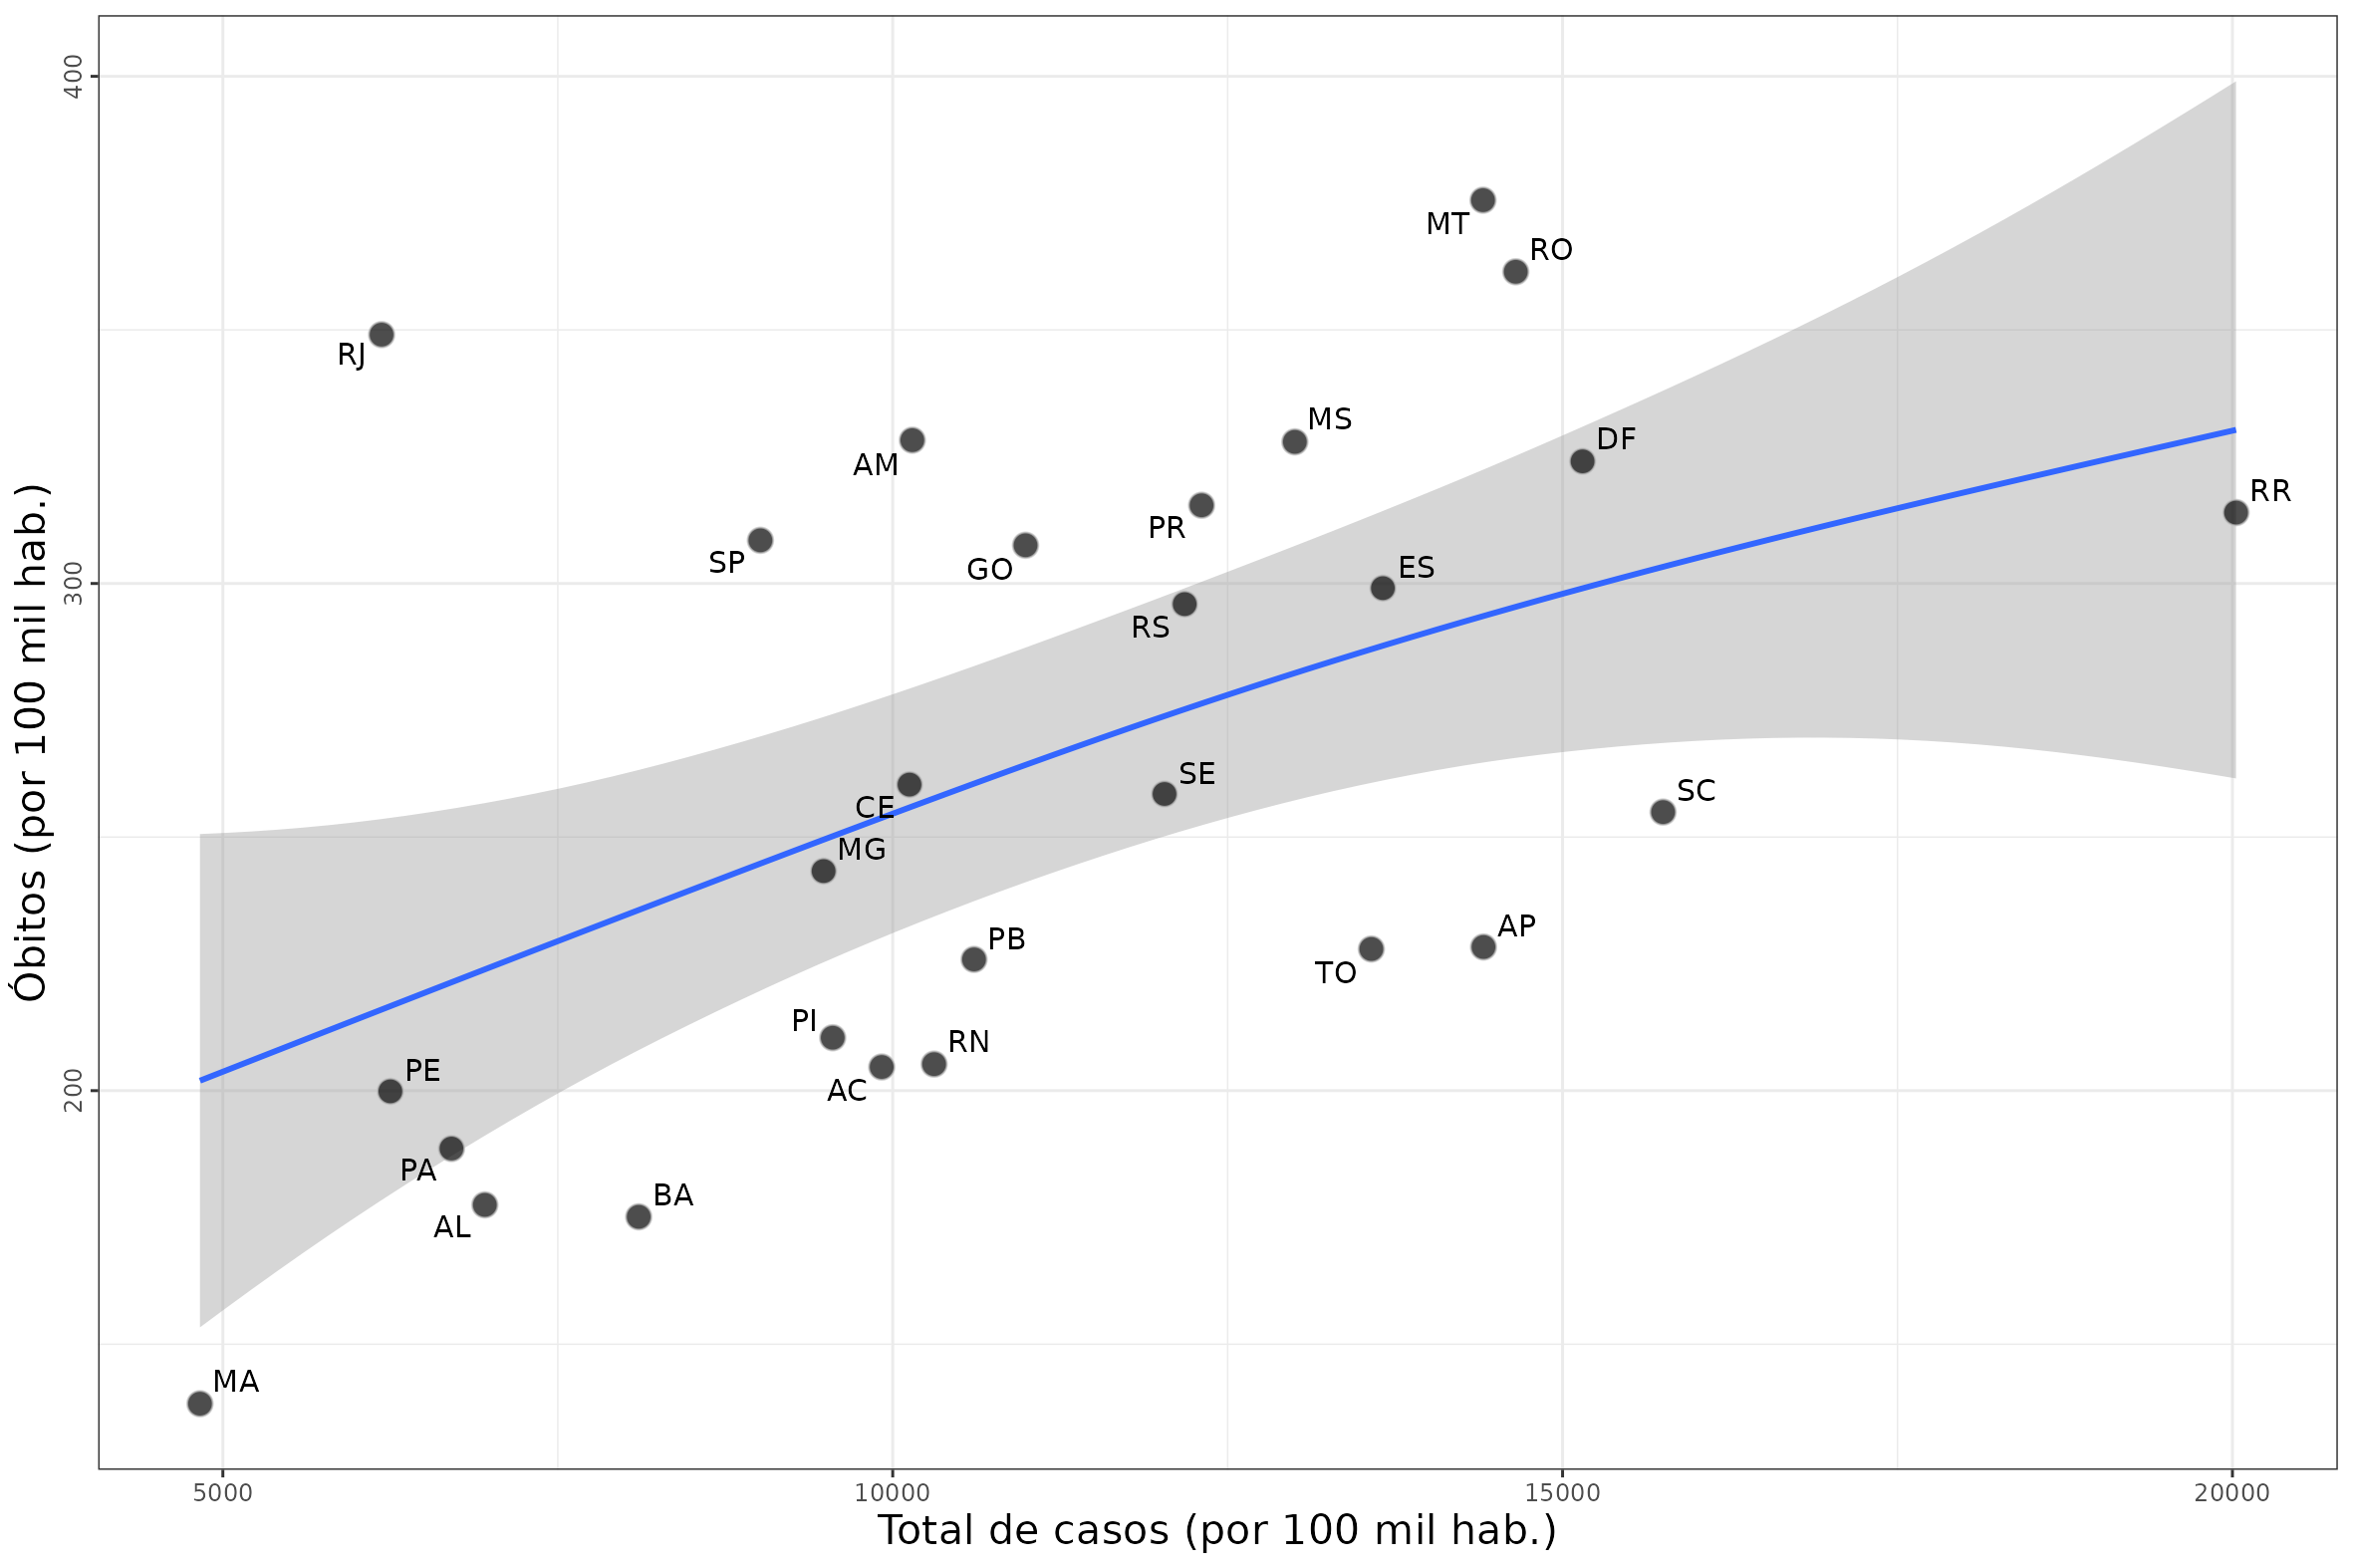 400
300
200
Óbitos (por 100 mil hab.)
MT
RO
RJ
MS
AM
DF
RR
PR
SP
GO
ES
RS
SE
SC
CE
MG
AP
PB
TO
PI
RN
PE
AC
PA
BA
AL
MA
5000
10000
15000
20000
Total de casos (por 100 mil hab.)